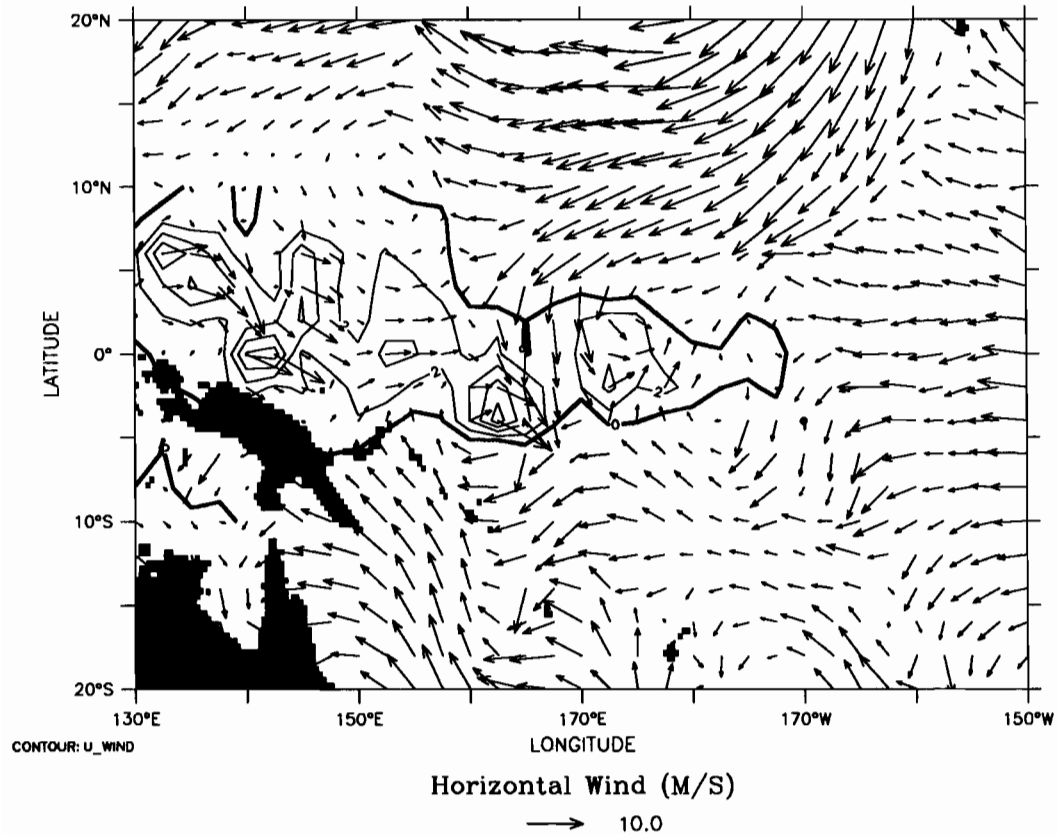 20°N
10°N
0°
10°S
20°S
LATITUDE
2
2
2
0
130°E 150°E 170°E 170°W 150°W
CONTOUR: U_WIND
LONGITUDE
Horizontal Wind (M/S)
10.0